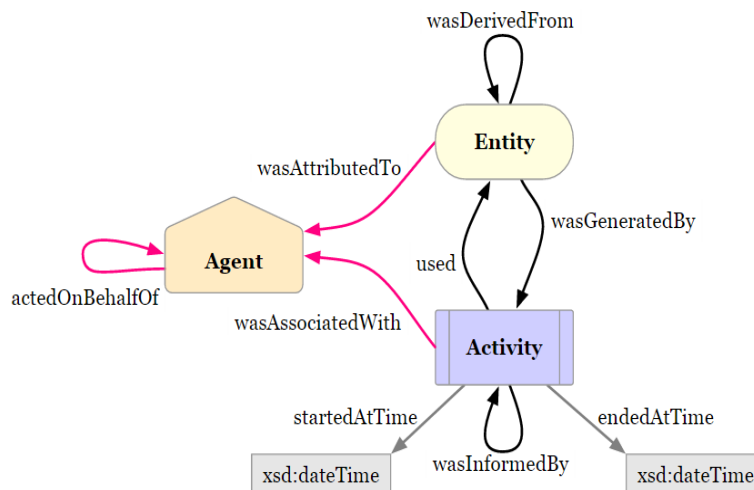 wasDerivedFrom
Entity
wasAttributedTo
wasGeneratedBy
used
Agent
actedOnBehalfOf
wasAssociatedWith
Activity
startedAtTime
endedAtTime
wasInformedBy
xsd:dateTime
xsd:dateTime